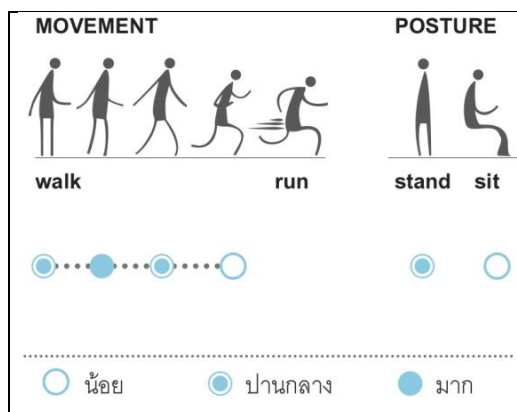 MOVEMENT POSTURE
walk run stand sit
น้อย ปานกลาง มาก